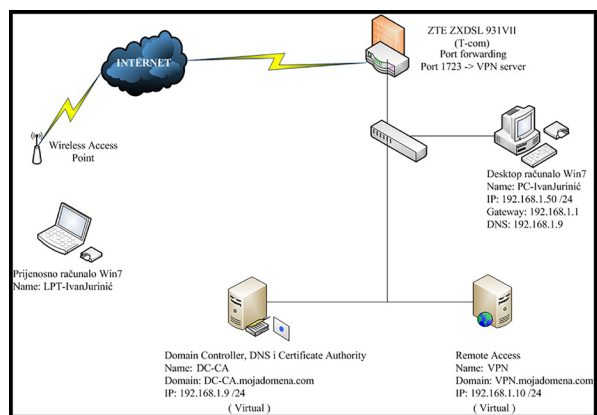 ZTE ZXDSL 931VII
(T-com)
Port forwarding
Port 1723 -> VPN server
INTERNET
Wireless Access
Point
Desktop računalo Win7
Name: PC-IvanJurinić
IP: 192.168.1.50 /24
Gateway: 192.168.1.1
DNS: 192.168.1.9
Prijenosno računalo Win7
Name: LPT-IvanJurinić
Domain Controller, DNS i Certificate Authority
Name: DC-CA
Domain: DC-CA.mojadomena.com
IP: 192.168.1.9 /24
( Virtual )
Remote Access
Name: VPN
Domain: VPN.mojadomena.com
IP: 192.168.1.10 /24
( Virtual )